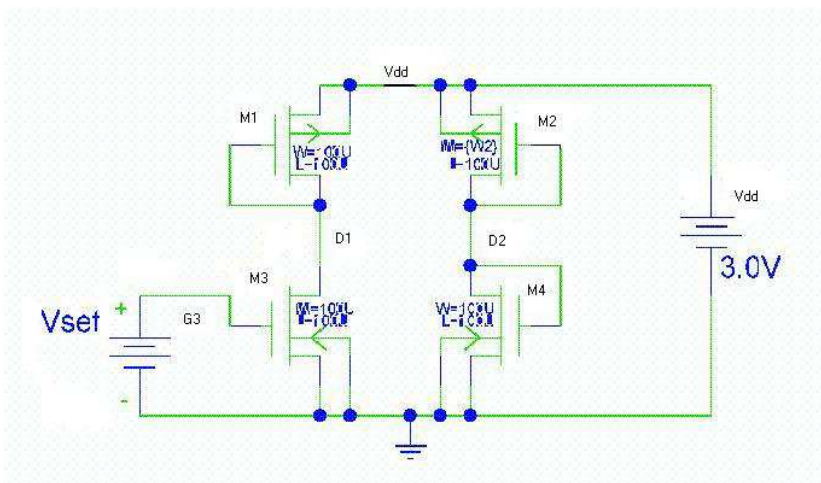 Vdd
M1
M2
W=100U
L=100U
W={W2}
L=100U
Vdd
D1
D2
3.0V
M3
M4
Vset
+
G3
W=100U
L=100U
W=100U
L=100U
-